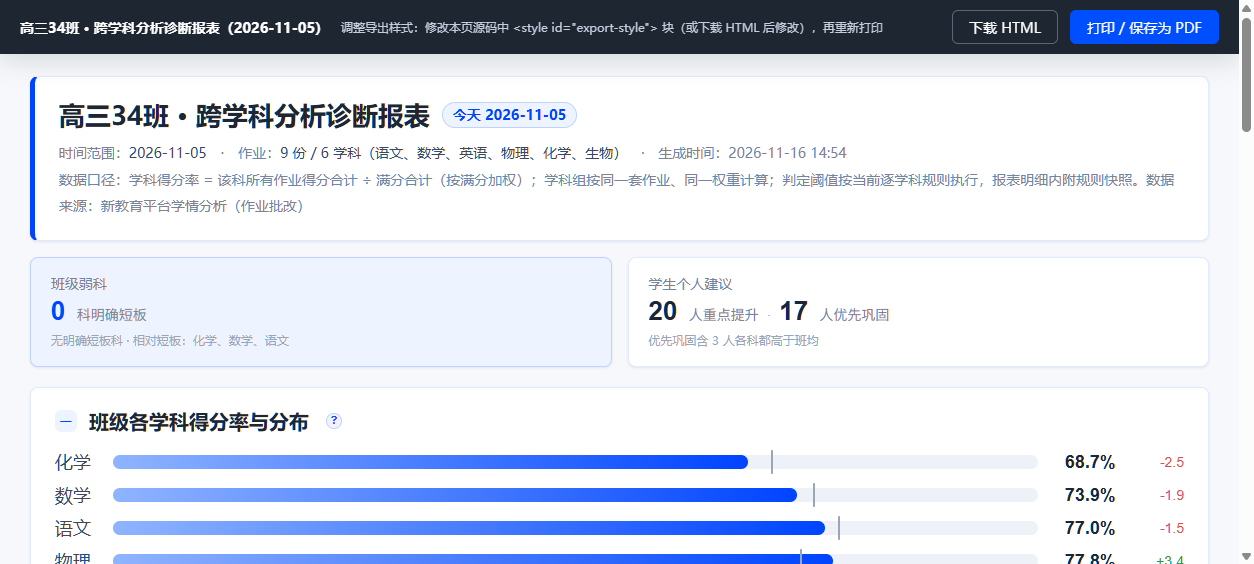 高三34班 • 跨学科分析诊断报表（2026-11-05） 调整导出样式：修改本页源码中 <style id="export-style"> 块（或下载 HTML 后修改），再重新打印 下载 HTML 打印 / 保存为 PDF
高三34班 • 跨学科分析诊断报表 今天 2026-11-05
时间范围：2026-11-05 · 作业：9 份 / 6 学科（语文、数学、英语、物理、化学、生物） · 生成时间：2026-11-16 14:54
数据口径：学科得分率 = 该科所有作业得分合计 ÷ 满分合计（按满分加权）；学科组按同一套作业、同一权重计算；判定阈值按当前逐学科规则执行，报表明细内附规则快照。数据
来源：新教育平台学情分析（作业批改）
班级弱科
0 科明确短板
无明确短板科 · 相对短板：化学、数学、语文
学生个人建议
20 人重点提升 · 17 人优先巩固
优先巩固含 3 人各科都高于班均
— 班级各学科得分率与分布 ?
化学 68.7% -2.5
数学 73.9% -1.9
语文 77.0% -1.5
物理 77.8% +3.4